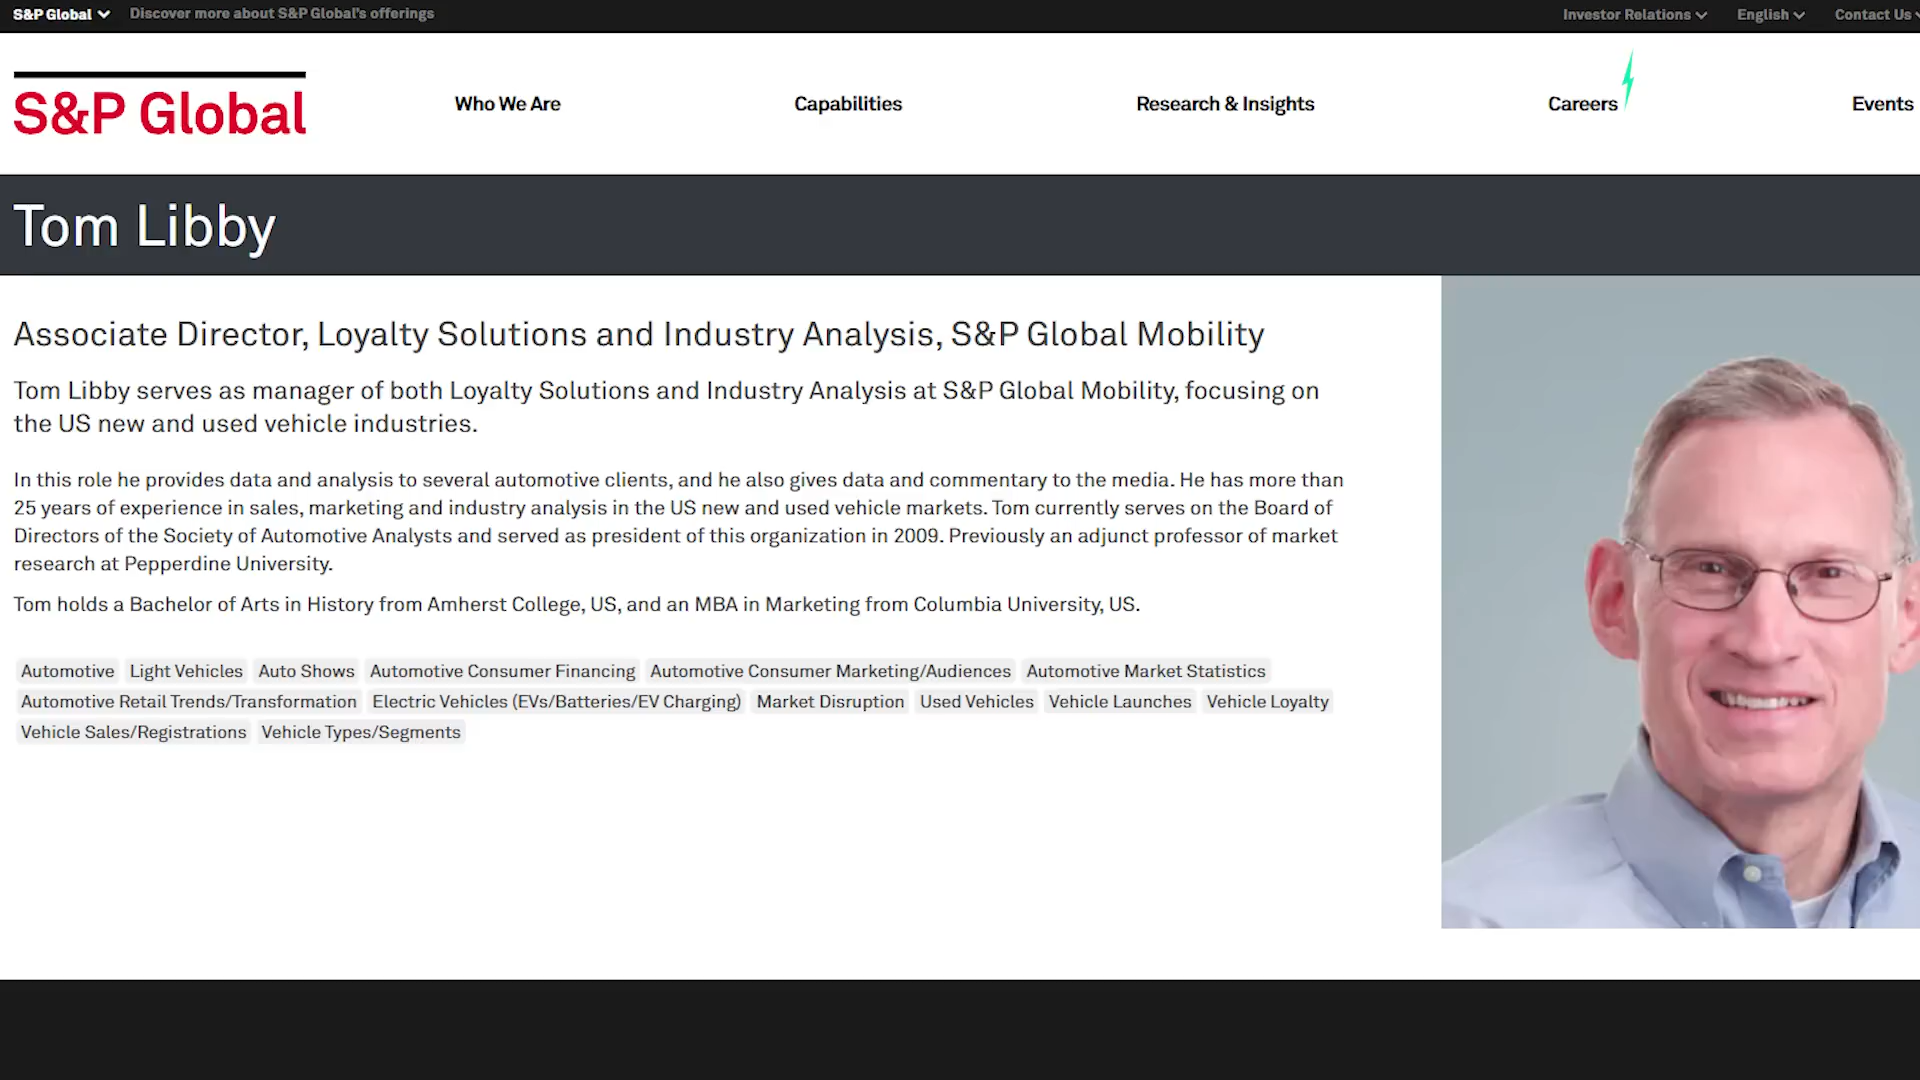 S&P Global Discover more about S&P Global's offerings Investor Relations English Contact Us
S&P Global Who We Are Capabilities Research & Insights Careers Events
Tom Libby
Associate Director, Loyalty Solutions and Industry Analysis, S&P Global Mobility
Tom Libby serves as manager of both Loyalty Solutions and Industry Analysis at S&P Global Mobility, focusing on
the US new and used vehicle industries.
In this role he provides data and analysis to several automotive clients, and he also gives data and commentary to the media. He has more than
25 years of experience in sales, marketing and industry analysis in the US new and used vehicle markets. Tom currently serves on the Board of
Directors of the Society of Automotive Analysts and served as president of this organization in 2009. Previously an adjunct professor of market
research at Pepperdine University.
Tom holds a Bachelor of Arts in History from Amherst College, US, and an MBA in Marketing from Columbia University, US.
Automotive Light Vehicles Auto Shows Automotive Consumer Financing Automotive Consumer Marketing/Audiences Automotive Market Statistics
Automotive Retail Trends/Transformation Electric Vehicles (EVs/Batteries/EV Charging) Market Disruption Used Vehicles Vehicle Launches Vehicle Loyalty
Vehicle Sales/Registrations Vehicle Types/Segments